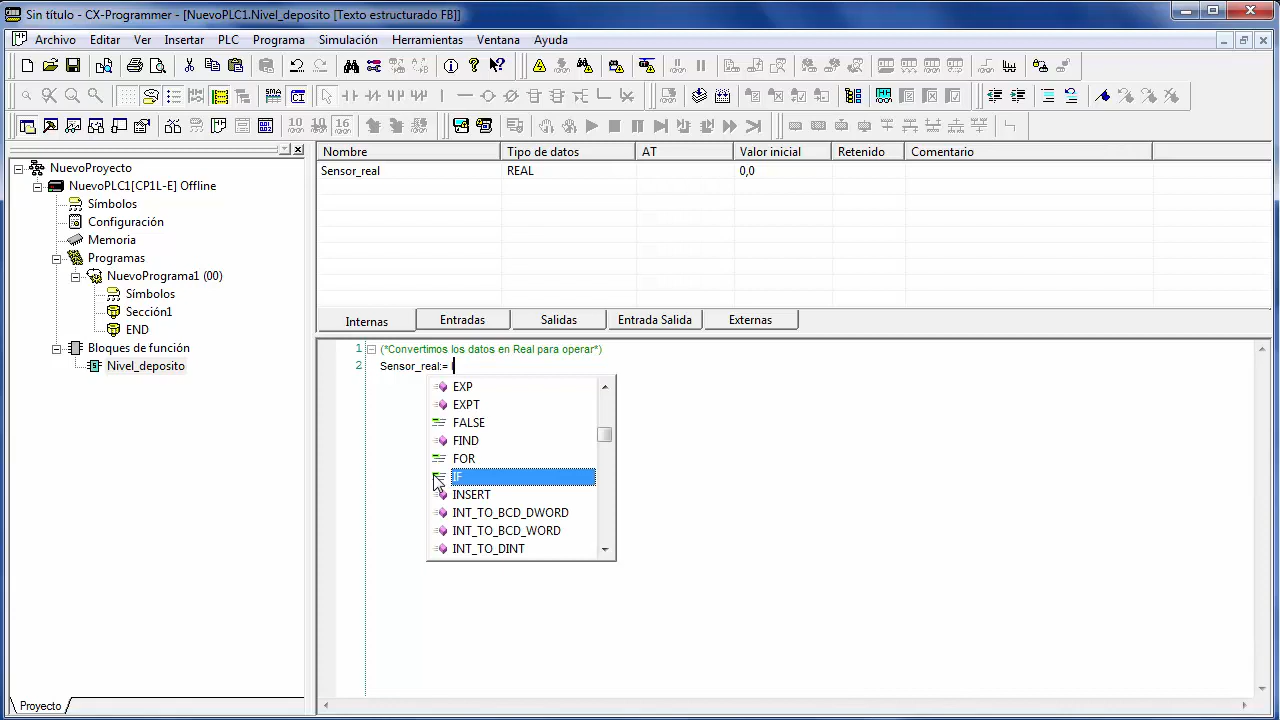 Sin título - CX-Programmer - [NuevoPLC1.Nivel_deposito [Texto estructurado FB]]
Archivo Editar Ver Insertar PLC Programa Simulación Herramientas Ventana Ayuda
SMA
10 10 16
NuevoProyecto
NuevoPLC1[CP1L-E] Offline
Símbolos
Configuración
Memoria
Programas
NuevoPrograma1 (00)
Símbolos
Sección1
END
Bloques de función
Nivel_deposito
Proyecto
Nombre Tipo de datos AT Valor inicial Retenido Comentario
Sensor_real REAL 0,0
Internas Entradas Salidas Entrada Salida Externas
1 (*Convertimos los datos en Real para operar*)
2 Sensor_real:= I
EXP
EXPT
FALSE
FIND
FOR
IF
INSERT
INT_TO_BCD_DWORD
INT_TO_BCD_WORD
INT_TO_DINT